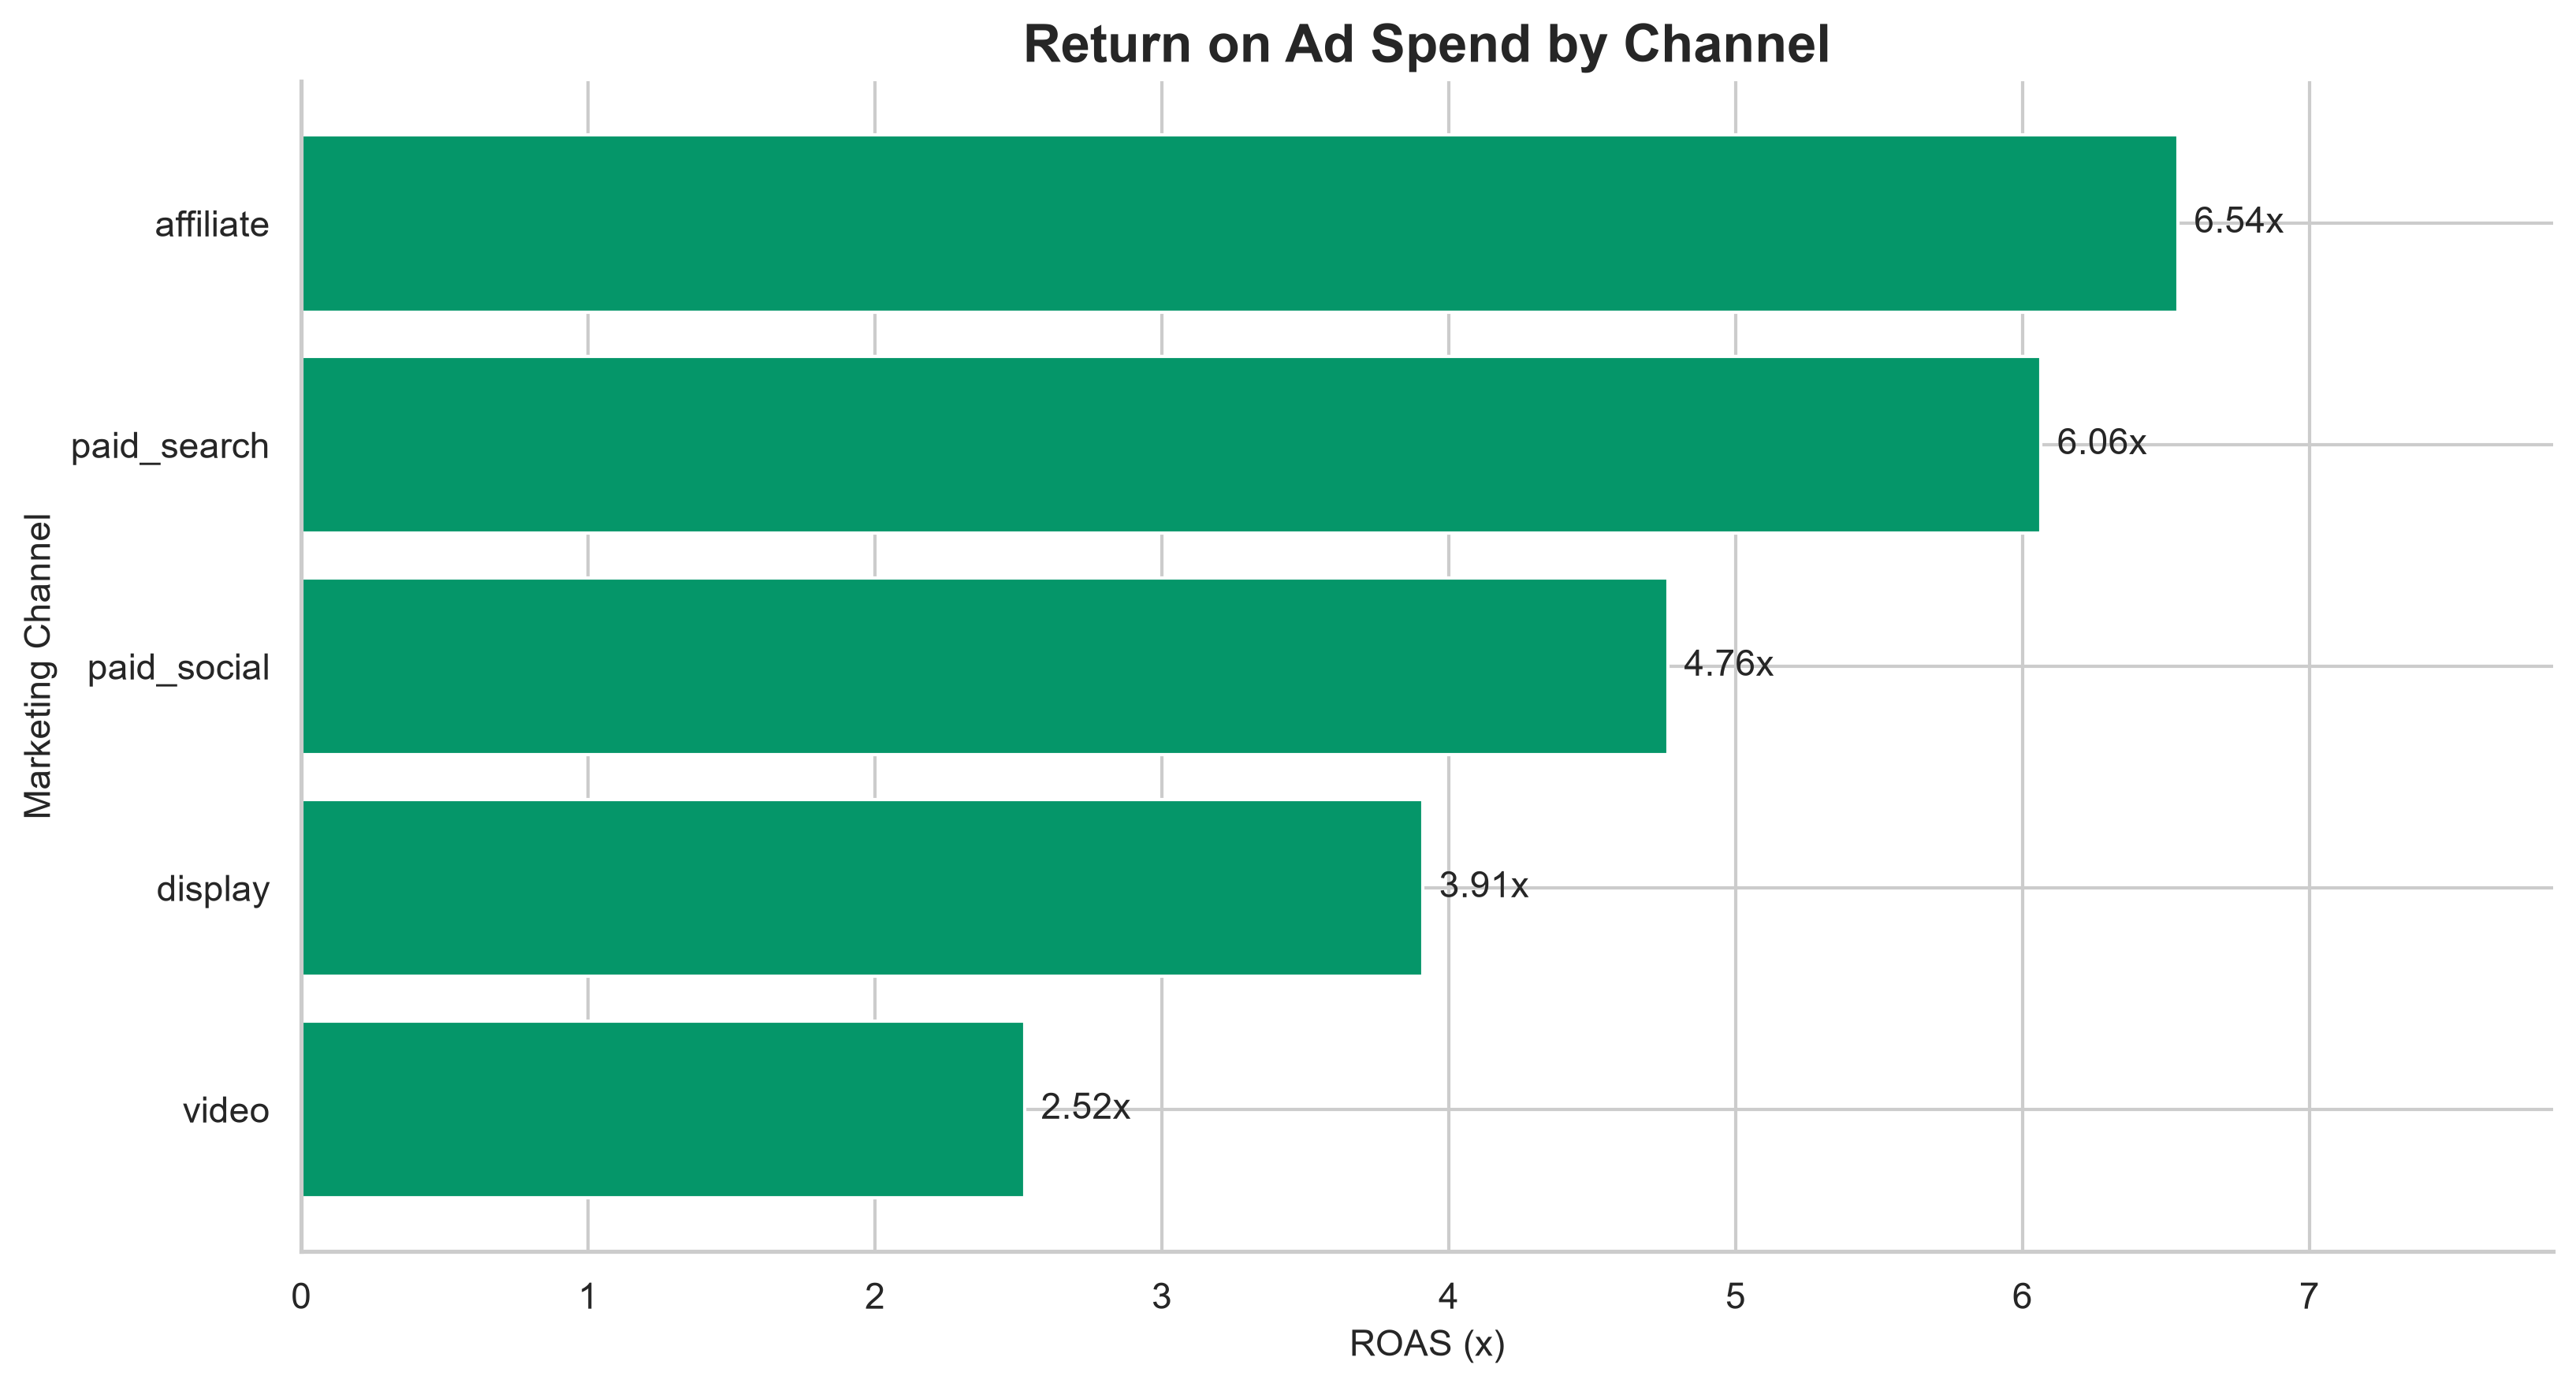 Return on Ad Spend by Channel
Marketing Channel
affiliate
6.54x
paid_search
6.06x
paid_social
4.76x
display
3.91x
video
2.52x
0 1 2 3 4 5 6 7
ROAS (x)